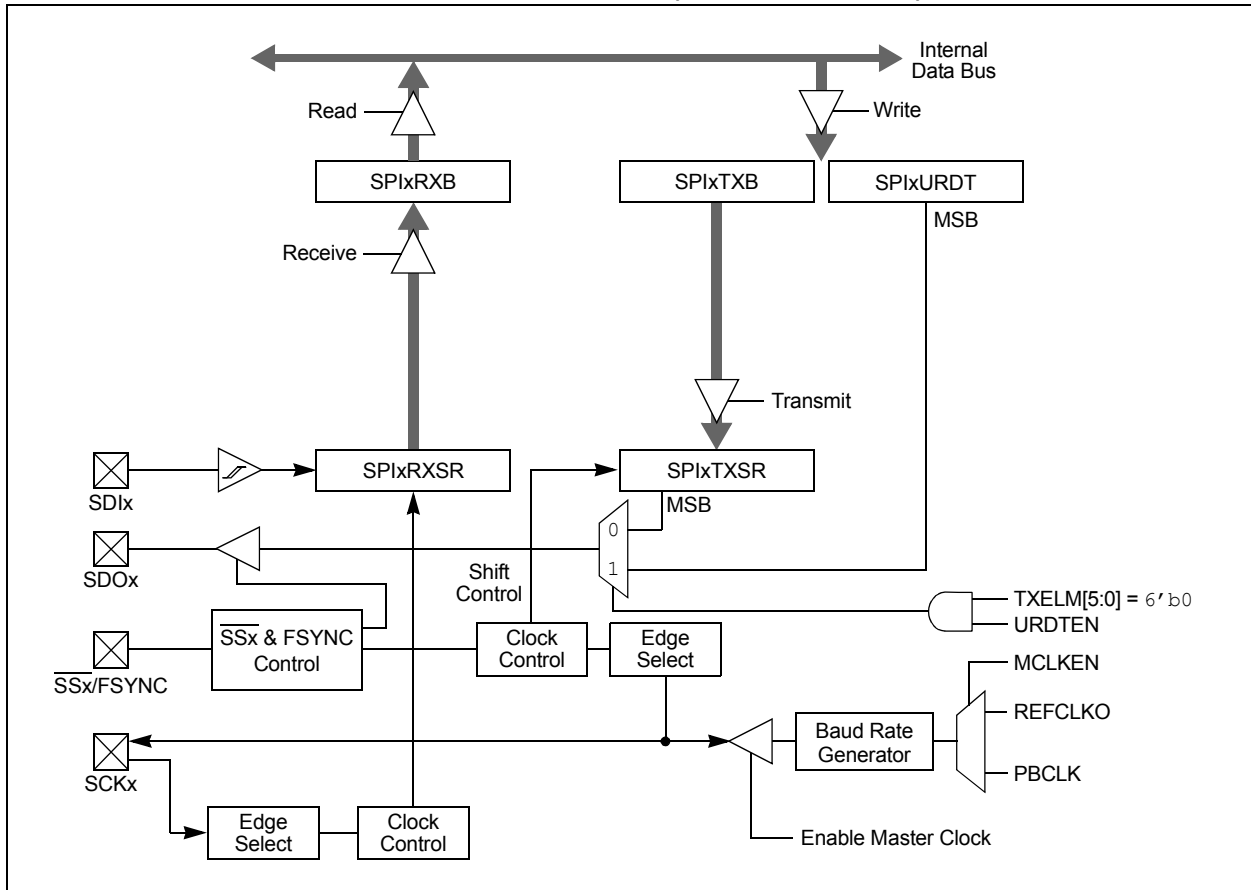 Internal
Data Bus
Read
Write
SPIxRXB
SPIxTXB
SPIxURDT
MSB
Receive
Transmit
SPIxRXSR
SPIxTXSR
SDIx
MSB
0
1
SDOx
Shift
Control
TXELM[5:0] = 6'b0
URDTEN
SSx & FSYNC
Control
Clock
Control
Edge
Select
SSx/FSYNC
MCLKEN
REFCLKO
Baud Rate
Generator
PBCLK
SCKx
Edge
Select
Clock
Control
Enable Master Clock